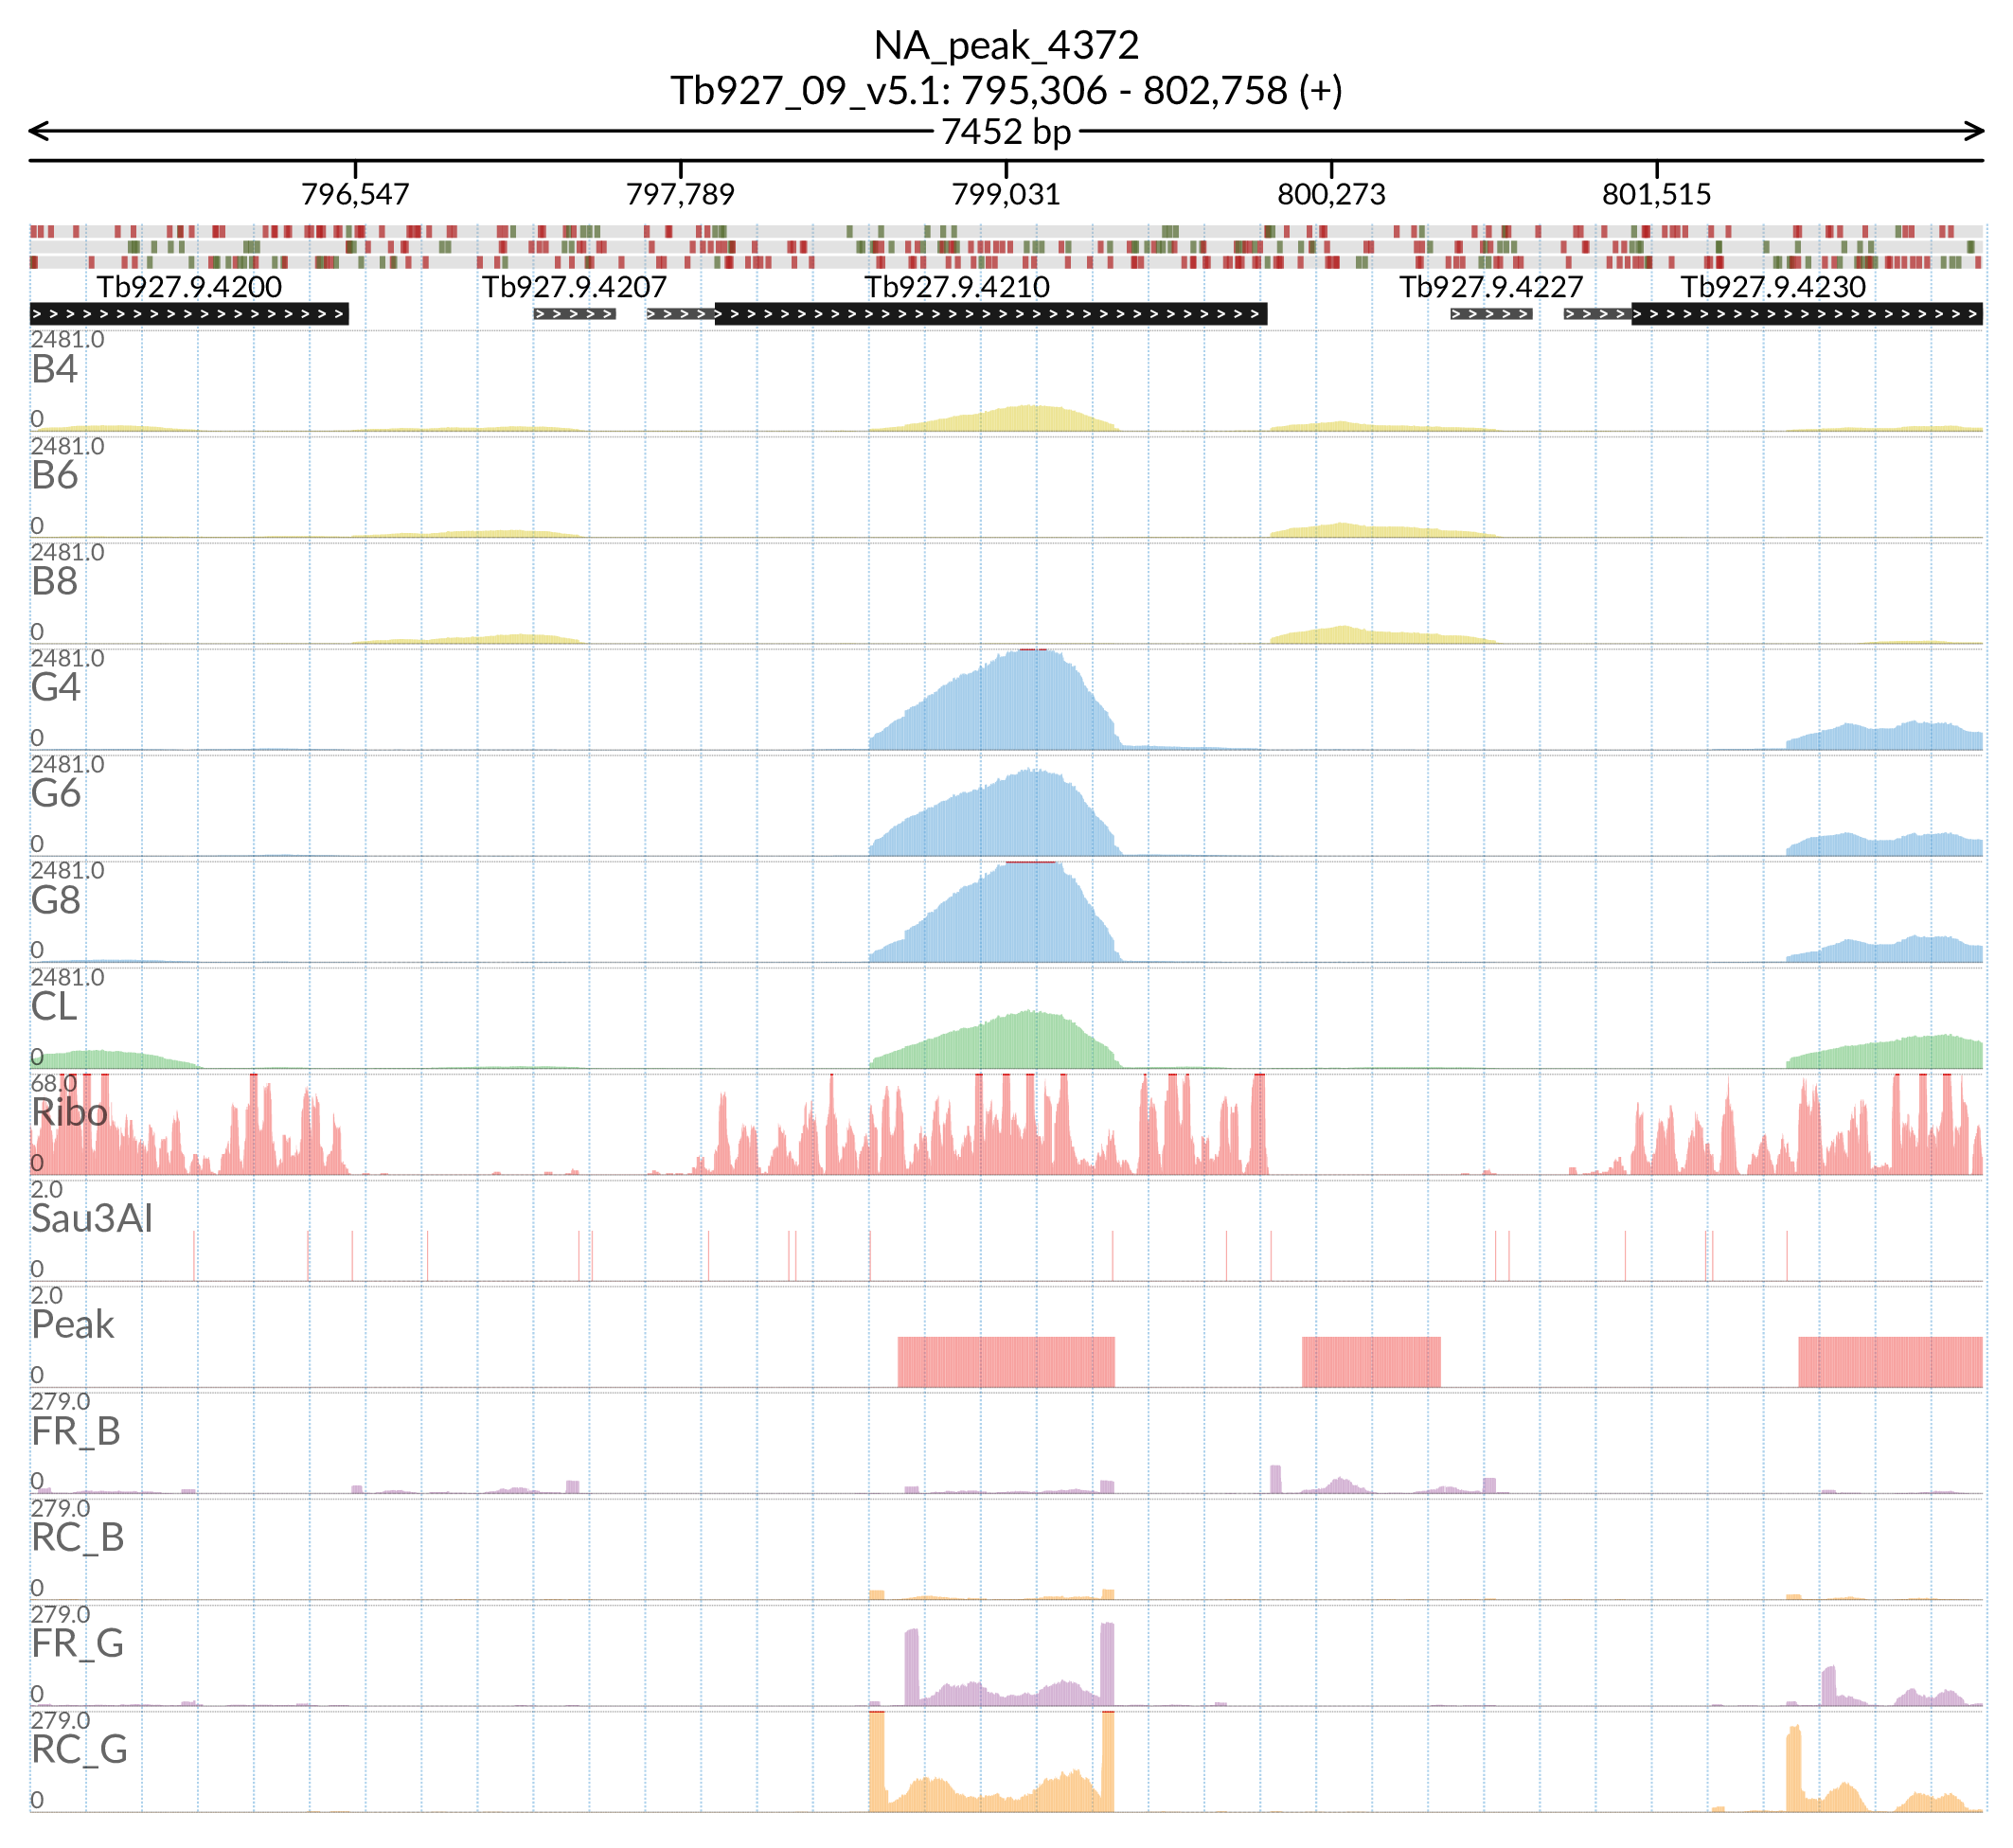 NA_peak_4372
Tb927_09_v5.1: 795,306 - 802,758 (+)
7452 bp
796,547 797,789 799,031 800,273 801,515
Tb927.9.4200 Tb927.9.4207 Tb927.9.4210 Tb927.9.4227 Tb927.9.4230
2481.0
B4
0
2481.0
B6
0
2481.0
B8
0
2481.0
G4
0
2481.0
G6
0
2481.0
G8
0
2481.0
CL
0
68.0
Ribo
0
2.0
Sau3AI
0
2.0
Peak
0
279.0
FR_B
0
279.0
RC_B
0
279.0
FR_G
0
279.0
RC_G
0